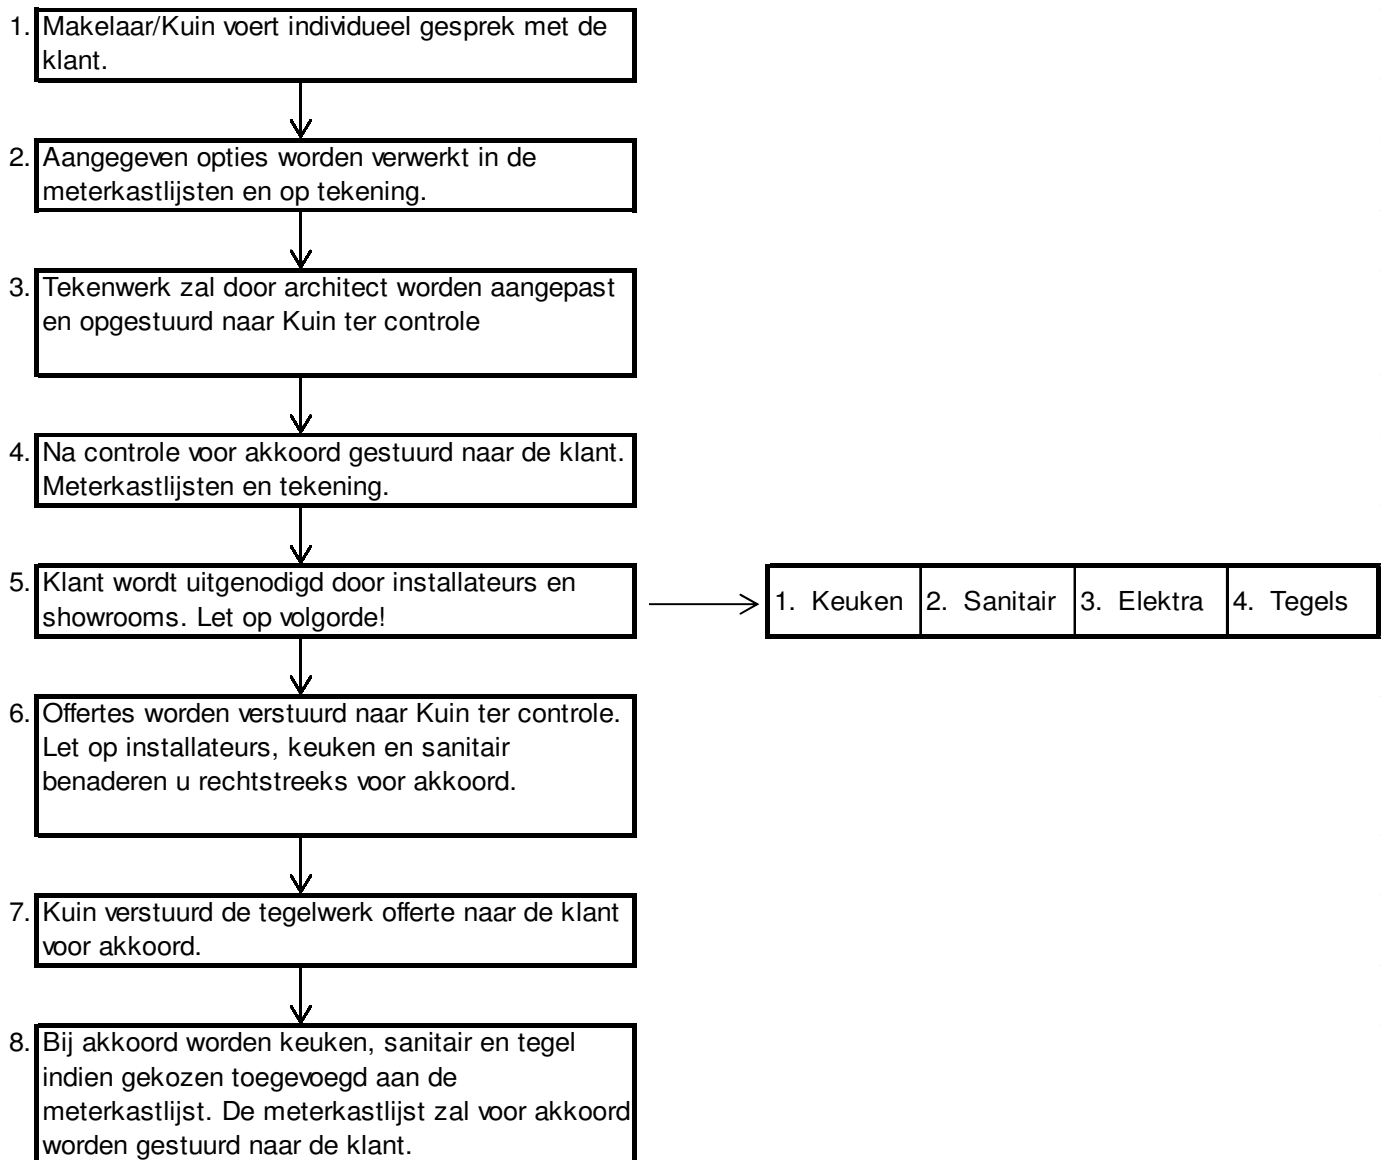 1. Makelaar/Kuin voert individueel gesprek met de
klant.
2. Aangegeven opties worden verwerkt in de
meterkastlijsten en op tekening.
3. Tekenwerk zal door architect worden aangepast
en opgestuurd naar Kuin ter controle
4. Na controle voor akkoord gestuurd naar de klant.
Meterkastlijsten en tekening.
5. Klant wordt uitgenodigd door installateurs en
showrooms. Let op volgorde!
1. Keuken 2. Sanitair 3. Elektra 4. Tegels
6. Offertes worden verstuurd naar Kuin ter controle.
Let op installateurs, keuken en sanitair
benaderen u rechtstreeks voor akkoord.
7. Kuin verstuurd de tegelwerk offerte naar de klant
voor akkoord.
8. Bij akkoord worden keuken, sanitair en tegel
indien gekozen toegevoegd aan de
meterkastlijst. De meterkastlijst zal voor akkoord
worden gestuurd naar de klant.